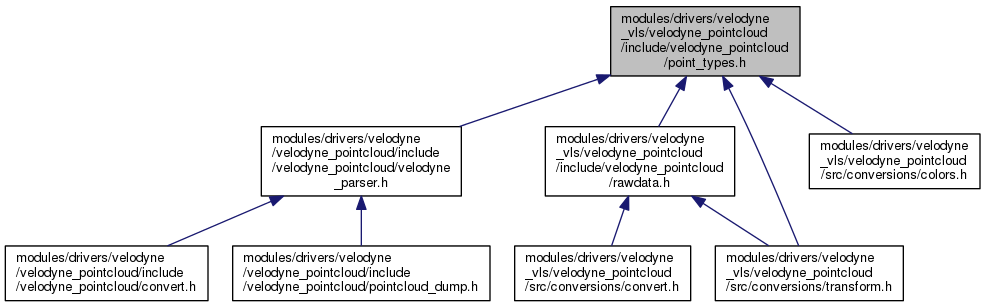 modules/drivers/velodyne
_vls/velodyne_pointcloud
/include/velodyne_pointcloud
/point_types.h
modules/drivers/velodyne
/velodyne_pointcloud/include
/velodyne_pointcloud/velodyne
_parser.h
modules/drivers/velodyne
_vls/velodyne_pointcloud
/include/velodyne_pointcloud
/rawdata.h
modules/drivers/velodyne
_vls/velodyne_pointcloud
/src/conversions/colors.h
modules/drivers/velodyne
/velodyne_pointcloud/include
/velodyne_pointcloud/convert.h
modules/drivers/velodyne
/velodyne_pointcloud/include
/velodyne_pointcloud/pointcloud_dump.h
modules/drivers/velodyne
_vls/velodyne_pointcloud
/src/conversions/convert.h
modules/drivers/velodyne
_vls/velodyne_pointcloud
/src/conversions/transform.h